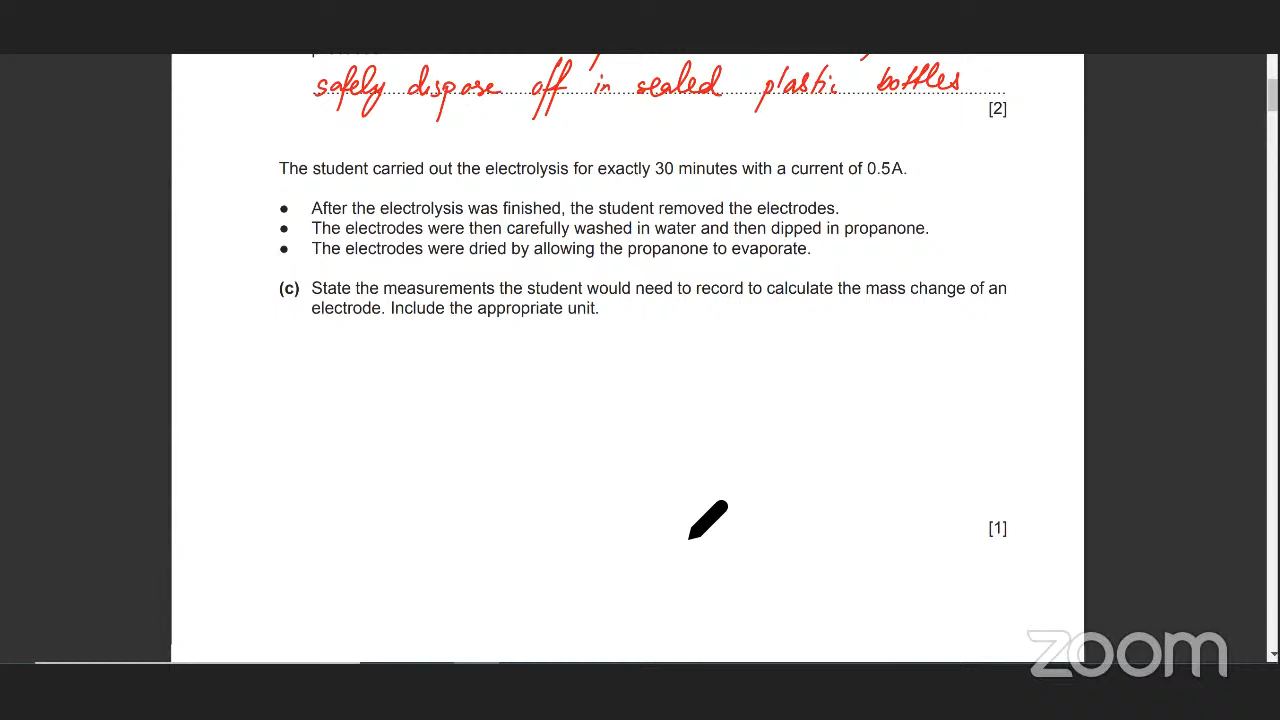 safely dispose off in sealed plastic bottles
[2]
The student carried out the electrolysis for exactly 30 minutes with a current of 0.5A.
● After the electrolysis was finished, the student removed the electrodes.
● The electrodes were then carefully washed in water and then dipped in propanone.
● The electrodes were dried by allowing the propanone to evaporate.
(c) State the measurements the student would need to record to calculate the mass change of an
electrode. Include the appropriate unit.
[1]
zoom